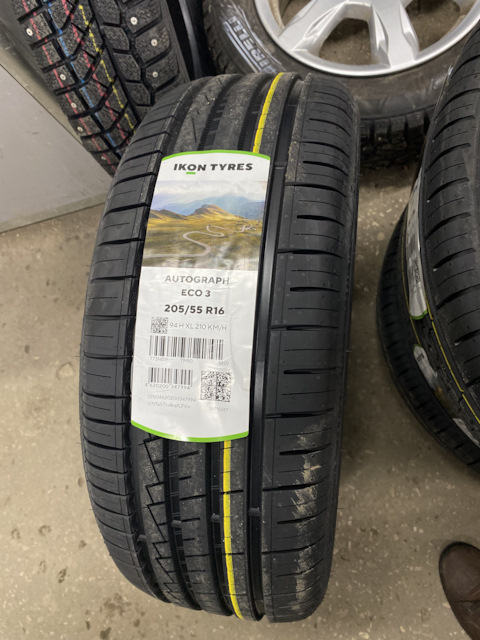 IKON TYRES
AUTOGRAPH
ECO 3
205/55 R16
94 H XL 210 KM/H